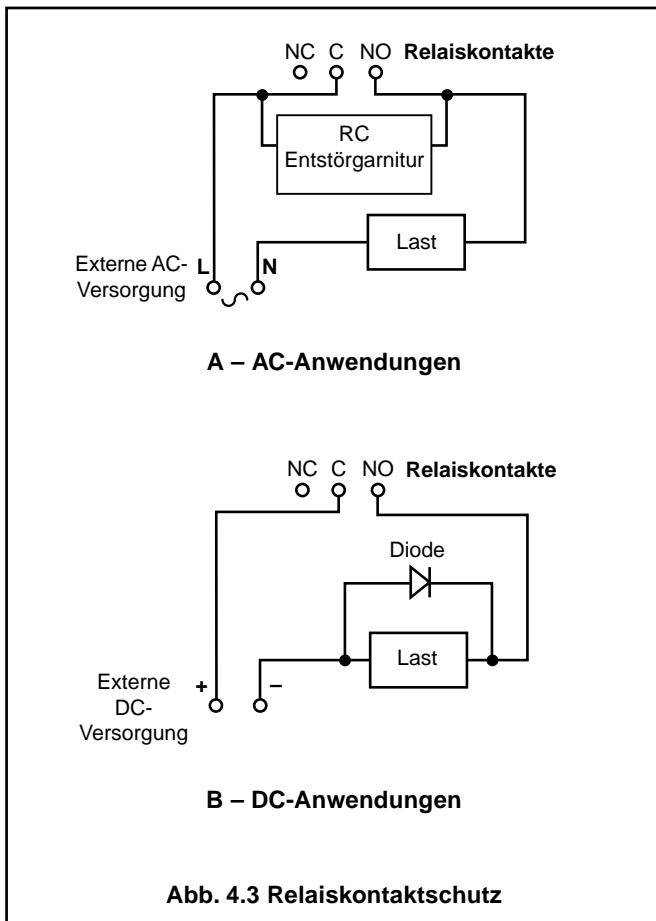 NC C NO Relaiskontakte
RC
Entstörgarnitur
Last
Externe AC-
Versorgung
L N
A – AC-Anwendungen
NC C NO Relaiskontakte
Diode
Last
Externe
DC-
Versorgung
+ –
B – DC-Anwendungen
Abb. 4.3 Relaiskontaktschutz